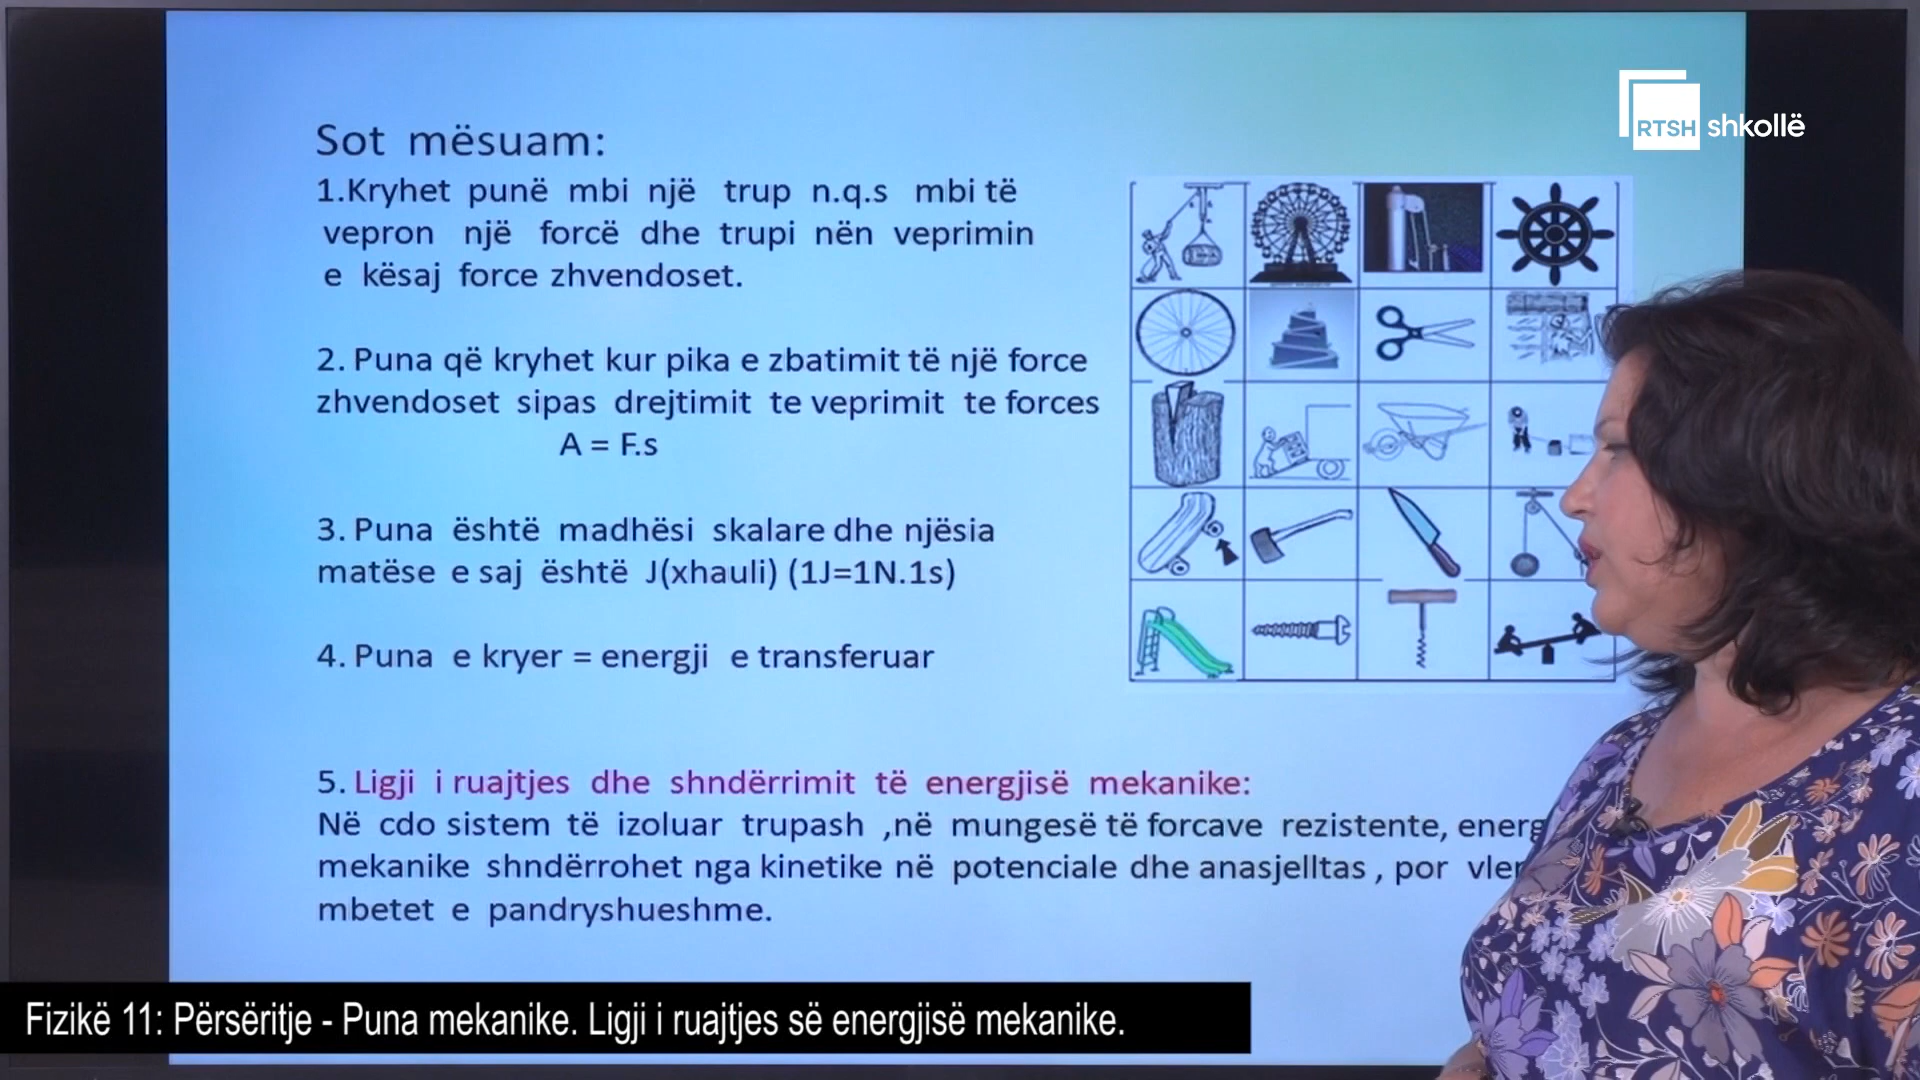 RTSH shkollë
Sot mësuam:
1.Kryhet punë mbi një trup n.q.s mbi të
vepron një forcë dhe trupi nën veprimin
e kësaj force zhvendoset.
2. Puna që kryhet kur pika e zbatimit të një force
zhvendoset sipas drejtimit te veprimit te forces
A = F.s
3. Puna është madhësi skalare dhe njësia
matëse e saj është J(xhauli) (1J=1N.1s)
4. Puna e kryer = energji e transferuar
5. Ligji i ruajtjes dhe shndërrimit të energjisë mekanike:
Në cdo sistem të izoluar trupash ,në mungesë të forcave rezistente,
mekanike shndërrohet nga kinetike në potenciale dhe anasjelltas , por
mbetet e pandryshueshme.
Fizikë 11: Përsëritje - Puna mekanike. Ligji i ruajtjes së energjisë mekanike.